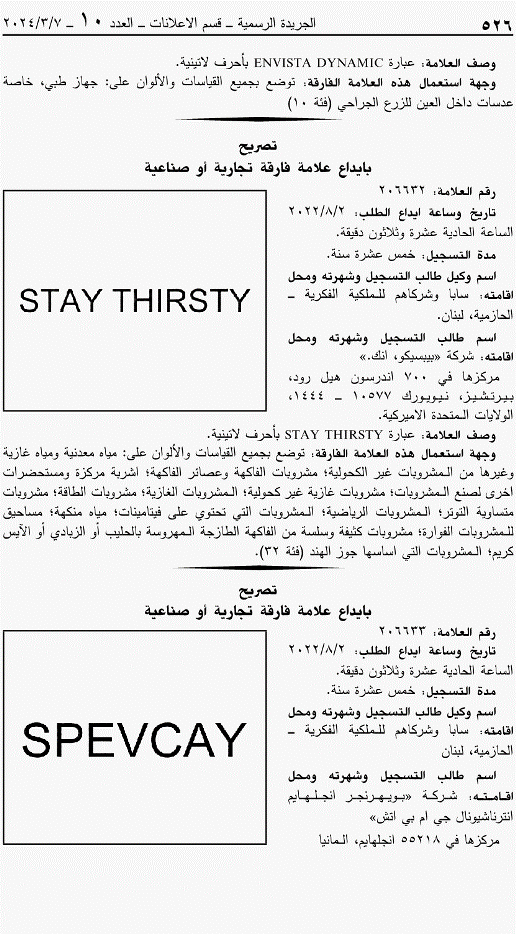 ٥٢٦
الجريدة الرسمية ــ قسم الاعلانات ــ العدد ١٠ ــ ٢٠٢٤/٣/٧
وصف العلامة: عبارة ENVISTA DYNAMIC بأحرف لاتينية.
وجهة استعمال هذه العلامة الفارقة: توضع بجميع القياسات والألوان على: جهاز طبي، خاصة
عدسات داخل العين للزرع الجراحي (فئة ١٠)
تصريح
بايداع علامة فارقة تجارية أو صناعية
رقم العلامة: ٢٠٦٦٣٢
تاريخ وساعة ايداع الطلب: ٢٠٢٢/٨/٢
الساعة الحادية عشرة وثلاثون دقيقة.
مدة التسجيل: خمس عشرة سنة.
اسم وكيل طالب التسجيل وشهرته ومحل
اقامته: سابا وشركاهم للملكية الفكرية ــ
الحازمية، لبنان.
اسم طالب التسجيل وشهرته ومحل
اقامته: شركة «بيبسيكو، انك.»
مركزها في ٧٠٠ اندرسون هيل رود،
بيرتشيز، نيويورك ١٠٥٧٧ ــ ١٤٤٤،
الولايات المتحدة الاميركية.
STAY THIRSTY
وصف العلامة: عبارة STAY THIRSTY بأحرف لاتينية.
وجهة استعمال هذه العلامة الفارقة: توضع بجميع القياسات والألوان على: مياه معدنية ومياه غازية
وغيرها من المشروبات غير الكحولية؛ مشروبات الفاكهة وعصائر الفاكهة؛ اشربة مركزة ومستحضرات
اخرى لصنع المشروبات؛ مشروبات غازية غير كحولية؛ المشروبات الغازية؛ مشروبات الطاقة؛ مشروبات
متساوية التوتر؛ المشروبات الرياضية؛ المشروبات التي تحتوي على فيتامينات؛ مياه منكهة؛ مساحيق
للمشروبات الفوارة؛ مشروبات كثيفة وسلسة من الفاكهة الطازجة المهروسة بالحليب أو الزبادي أو الآيس
كريم؛ المشروبات التي اساسها جوز الهند (فئة ٣٢).
تصريح
بايداع علامة فارقة تجارية أو صناعية
رقم العلامة: ٢٠٦٦٣٣
تاريخ وساعة ايداع الطلب: ٢٠٢٢/٨/٢
الساعة الحادية عشرة وثلاثون دقيقة.
مدة التسجيل: خمس عشرة سنة.
اسم وكيل طالب التسجيل وشهرته ومحل
اقامته: سابا وشركاهم للملكية الفكرية ــ
الحازمية، لبنان
اسم طالب التسجيل وشهرته ومحل
اقامته: شركة «بويهرنجر انجلهايم
انترناشيونال جي ام بي اتش»
مركزها في ٥٥٢١٨ انجلهايم، المانيا
SPEVCAY